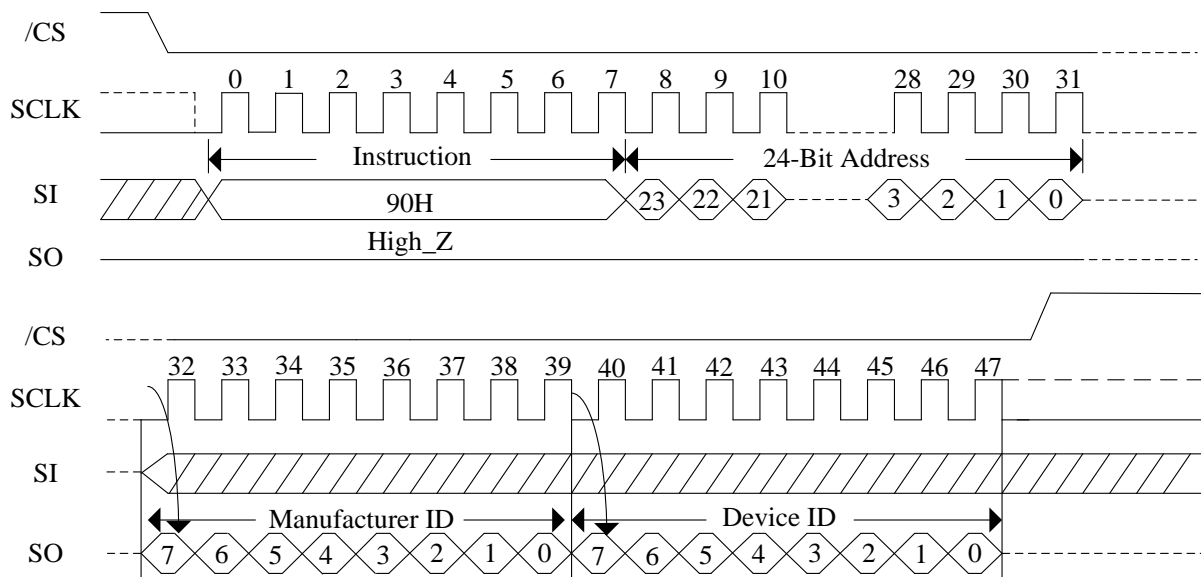 /CS
0 1 2 3 4 5 6 7 8 9 10 28 29 30 31
SCLK
Instruction 24-Bit Address
SI 90H 23 22 21 3 2 1 0
High_Z
SO
/CS
32 33 34 35 36 37 38 39 40 41 42 43 44 45 46 47
SCLK
SI
Manufacturer ID Device ID
SO 7 6 5 4 3 2 1 0 7 6 5 4 3 2 1 0